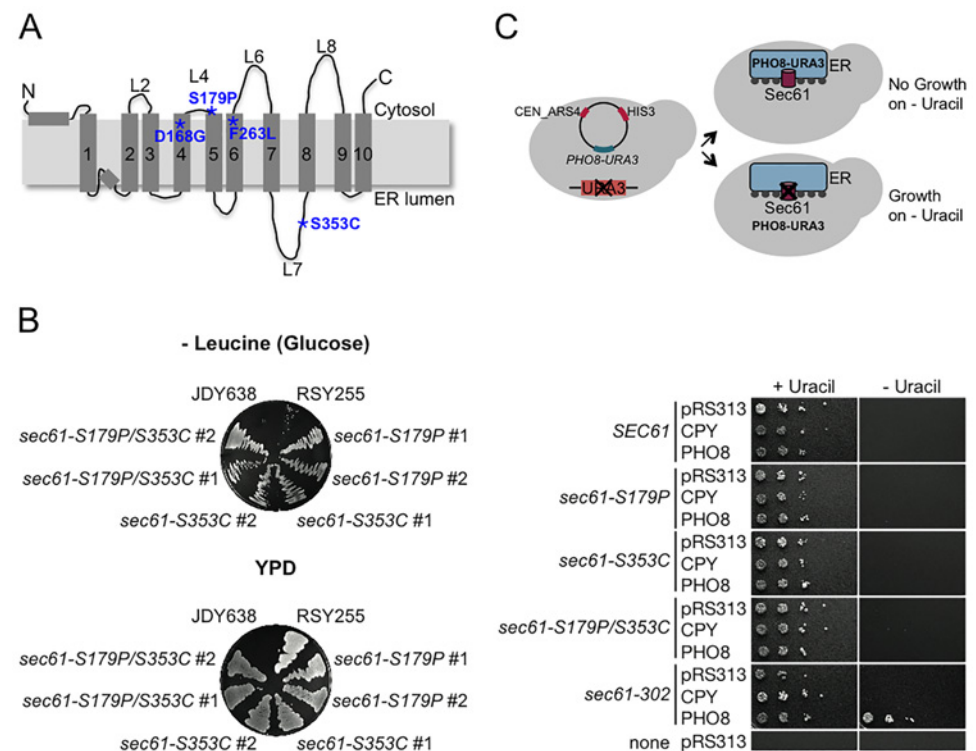 A
N
L2
L4
L6
L8
C
S179P
Cytosol
D168G
F263L
1 2 3 4 5 6 7 8 9 10
ER lumen
S353C
L7
C
CEN_ARS4
HIS3
PHO8-URA3
URA3
PHO8-URA3
ER
Sec61
No Growth
on - Uracil
ER
Sec61
PHO8-URA3
Growth
on - Uracil
B
- Leucine (Glucose)
JDY638 RSY255
sec61-S179P/S353C #2 sec61-S179P #1
sec61-S179P/S353C #1 sec61-S179P #2
sec61-S353C #2 sec61-S353C #1
YPD
JDY638 RSY255
sec61-S179P/S353C #2 sec61-S179P #1
sec61-S179P/S353C #1 sec61-S179P #2
sec61-S353C #2 sec61-S353C #1
+ Uracil - Uracil
pRS313
SEC61 CPY
PHO8
pRS313
sec61-S179P CPY
PHO8
pRS313
sec61-S353C CPY
PHO8
pRS313
sec61-S179P/S353C CPY
PHO8
pRS313
sec61-302 CPY
PHO8
none pRS313